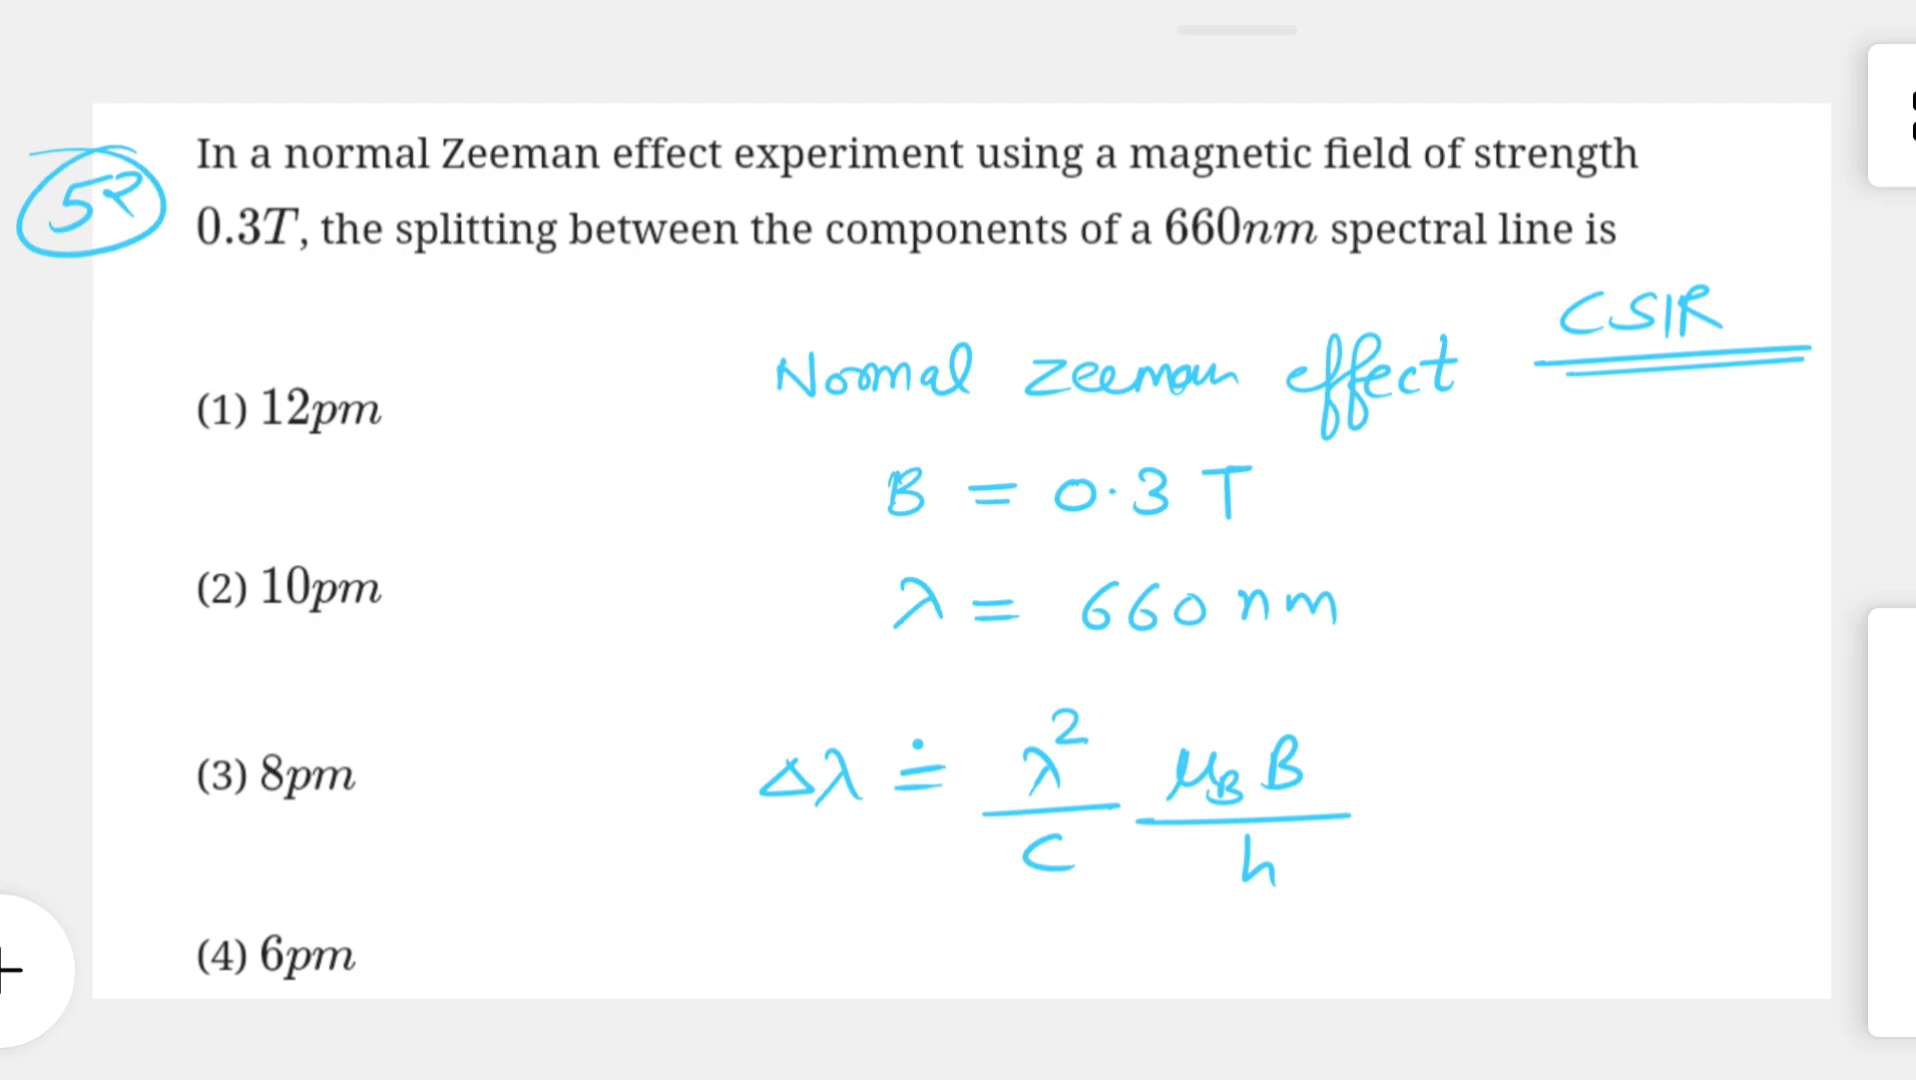 52
In a normal Zeeman effect experiment using a magnetic field of strength
0.3T, the splitting between the components of a 660nm spectral line is
CSIR
Normal zeeman effect
(1) 12pm
B = 0.3 T
(2) 10pm
λ = 660 nm
(3) 8pm
Δλ ≐ λ²/c μ_B B/h
(4) 6pm